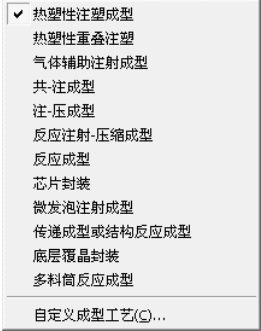 热塑性注塑成型
热塑性重叠注塑
气体辅助注射成型
共-注成型
注-压成型
反应注射-压缩成型
反应成型
芯片封装
微发泡注射成型
传递成型或结构反应成型
底层覆晶封装
多料筒反应成型
自定义成型工艺(C)...